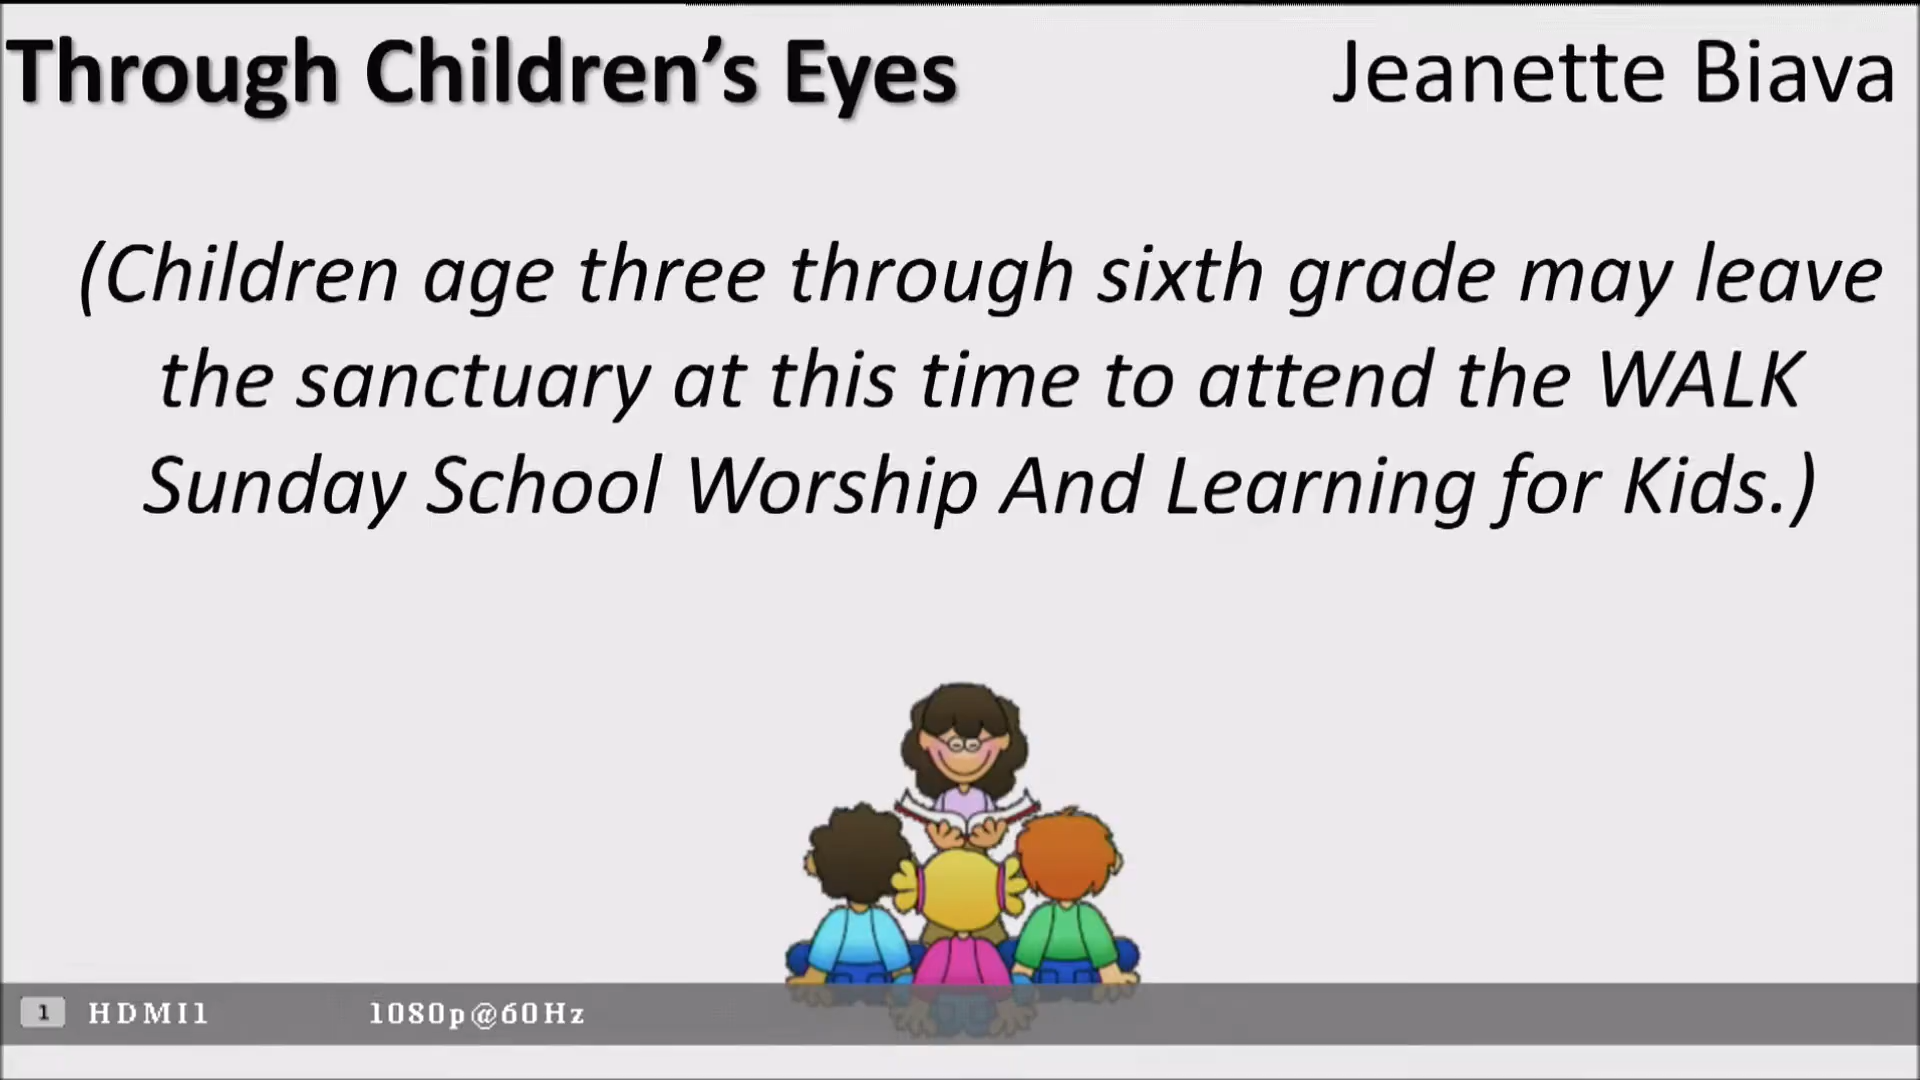 Through Children’s Eyes Jeanette Biava
(Children age three through sixth grade may leave
the sanctuary at this time to attend the WALK
Sunday School Worship And Learning for Kids.)
1 HDMI1 1080p@60Hz